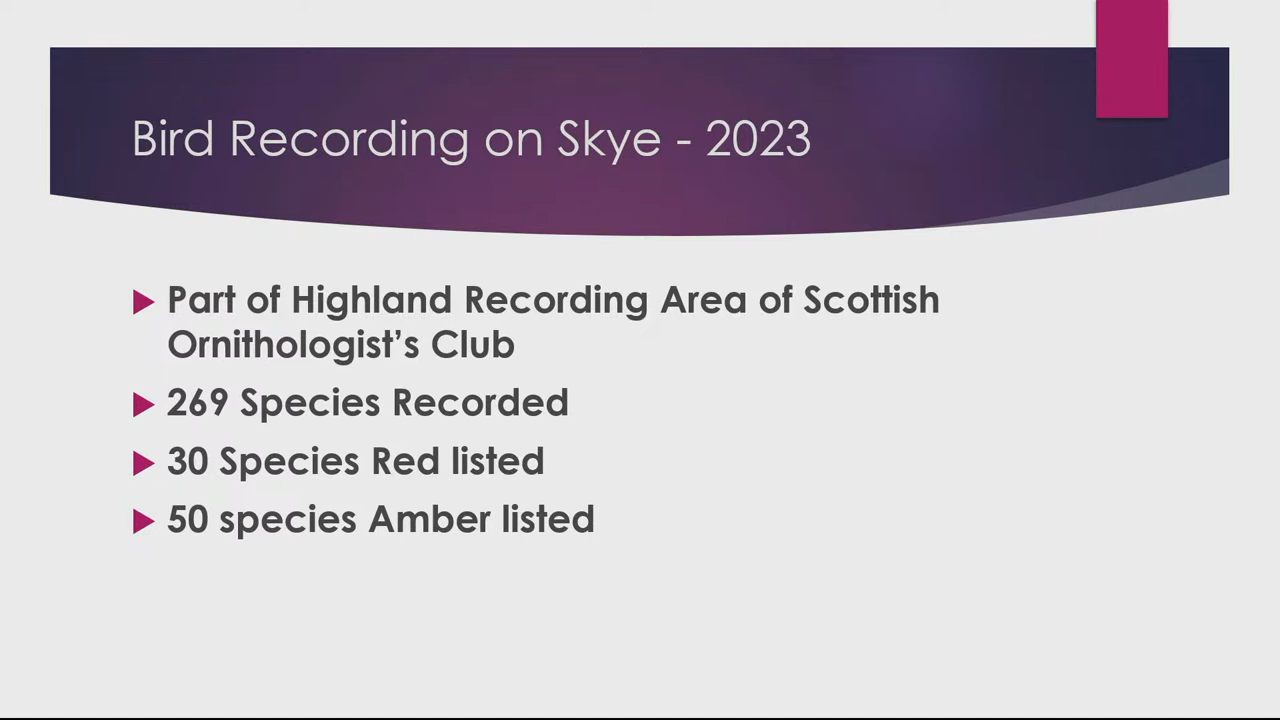 Bird Recording on Skye - 2023
Part of Highland Recording Area of Scottish
Ornithologist’s Club
269 Species Recorded
30 Species Red listed
50 species Amber listed